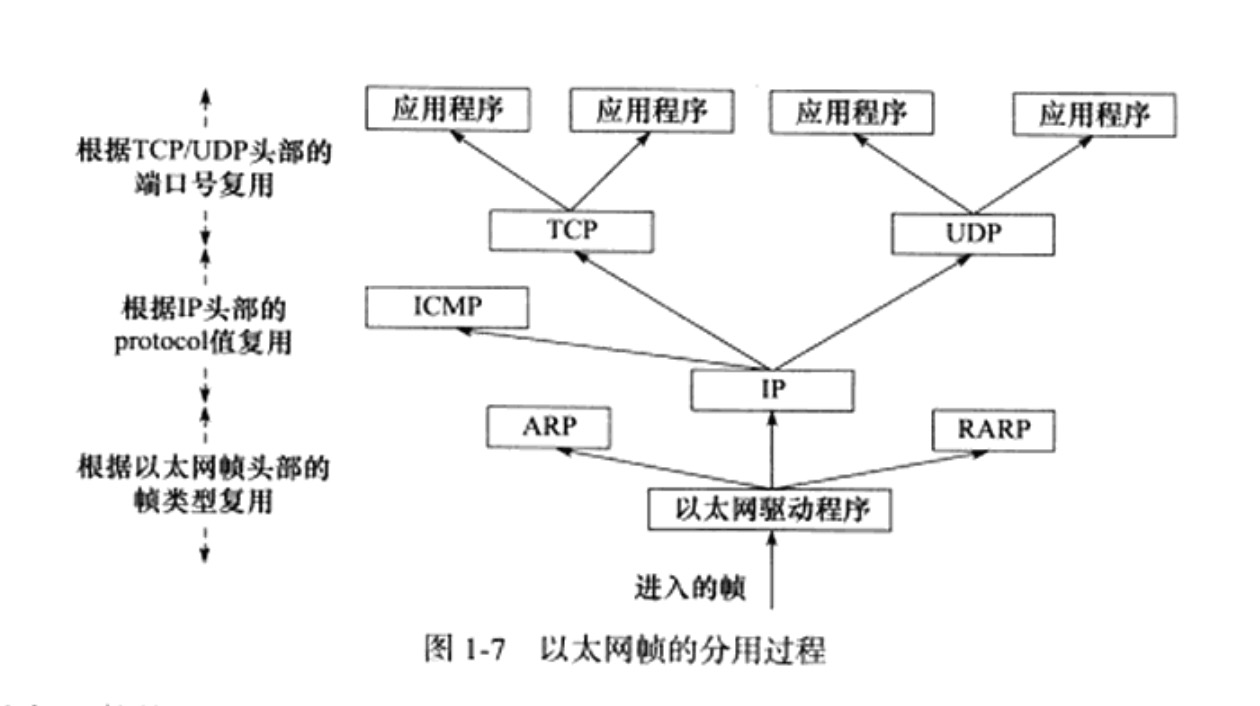 应用程序
应用程序
应用程序
应用程序
根据TCP/UDP头部的
端口号复用
TCP
UDP
根据IP头部的
protocol值复用
ICMP
IP
ARP
RARP
根据以太网帧头部的
帧类型复用
以太网驱动程序
进入的帧
图 1-7 以太网帧的分用过程